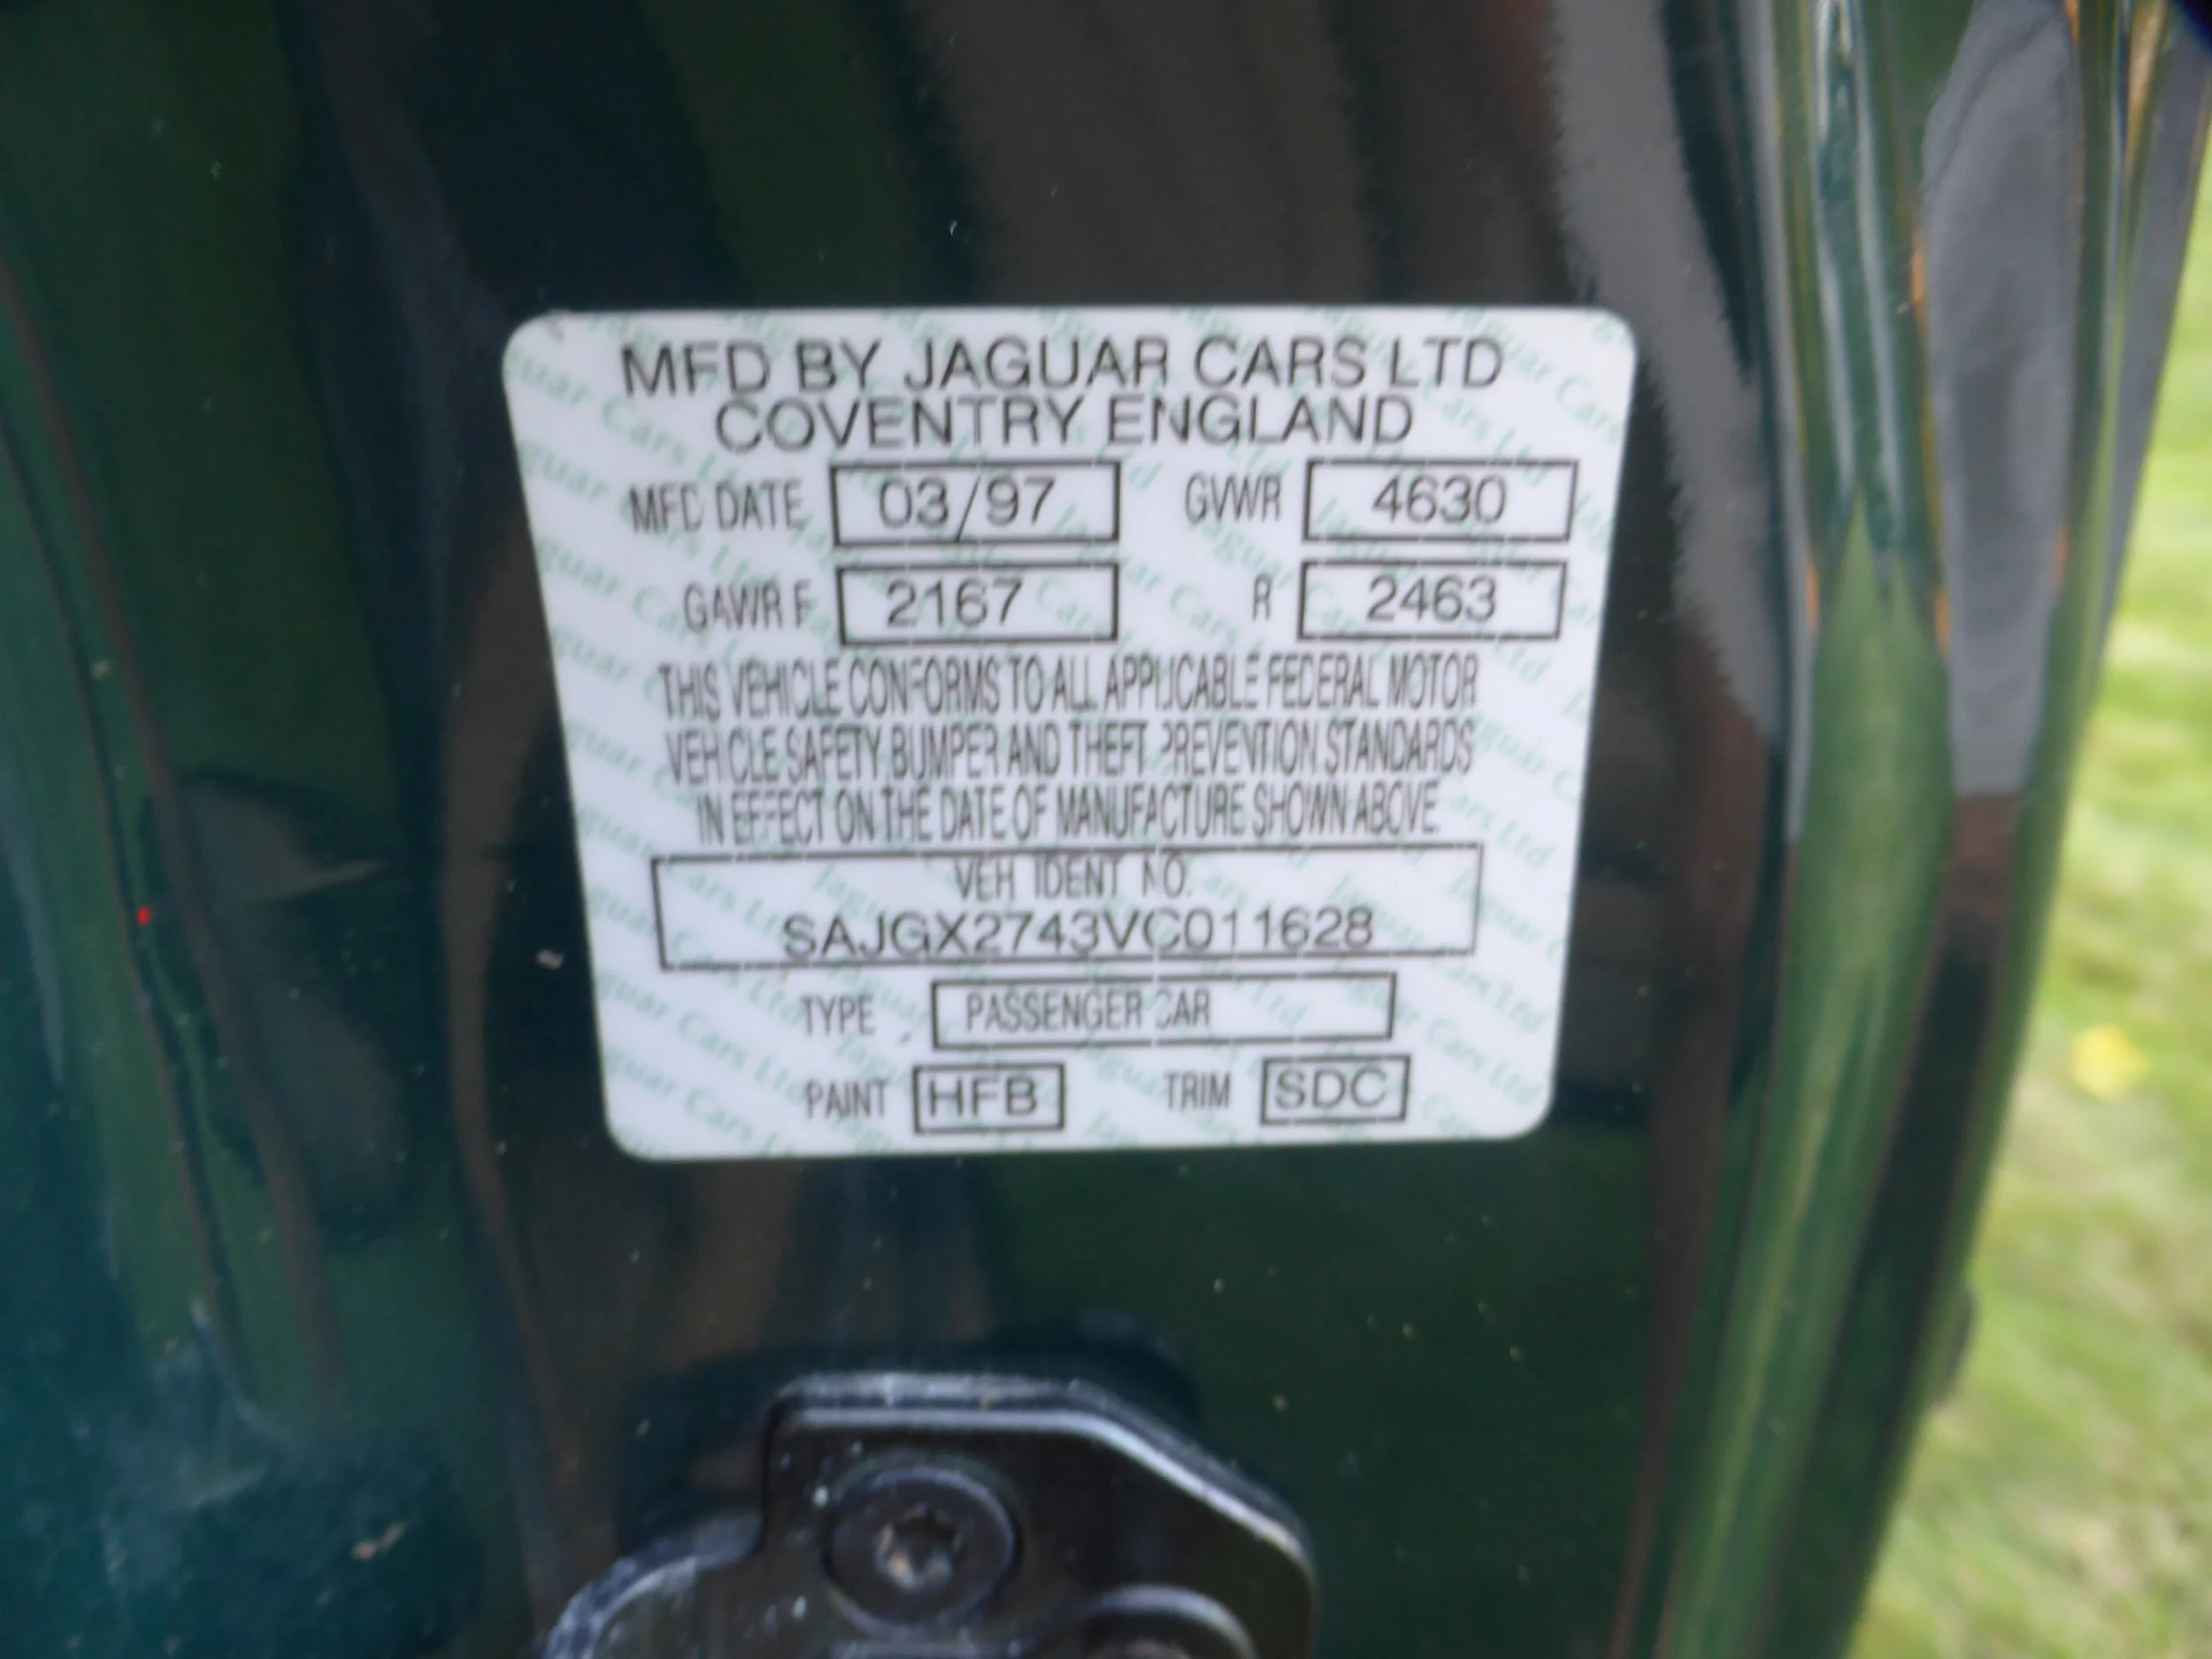 MFD BY JAGUAR CARS LTD
COVENTRY ENGLAND
MFD DATE 03/97 GVWR 4630
GAWR F 2167 R 2463
THIS VEHICLE CONFORMS TO ALL APPLICABLE FEDERAL MOTOR
VEHICLE SAFETY BUMPER AND THEFT PREVENTION STANDARDS
IN EFFECT ON THE DATE OF MANUFACTURE SHOWN ABOVE
VEH IDENT NO.
SAJGX2743VC011628
TYPE PASSENGER CAR
PAINT HFB TRIM SDC